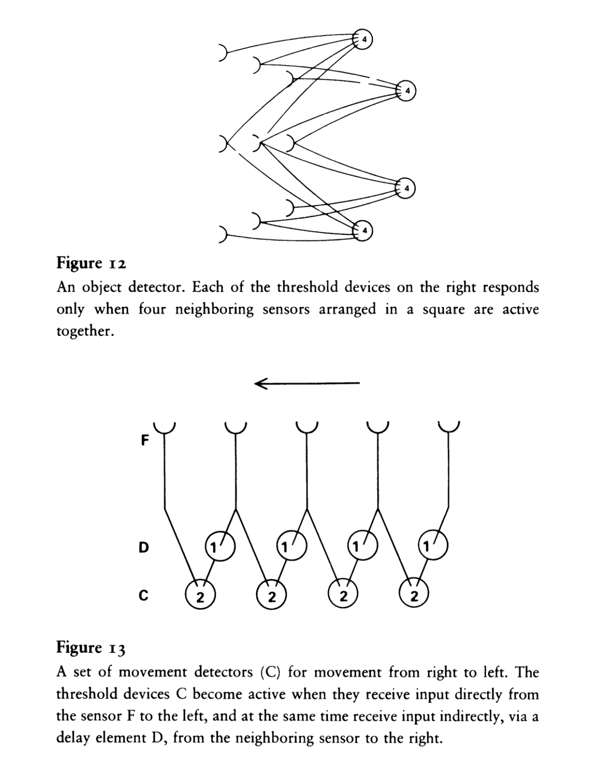 4
4
4
4
Figure 12
An object detector. Each of the threshold devices on the right responds
only when four neighboring sensors arranged in a square are active
together.
F
D 1 1 1 1
C 2 2 2 2
Figure 13
A set of movement detectors (C) for movement from right to left. The
threshold devices C become active when they receive input directly from
the sensor F to the left, and at the same time receive input indirectly, via a
delay element D, from the neighboring sensor to the right.